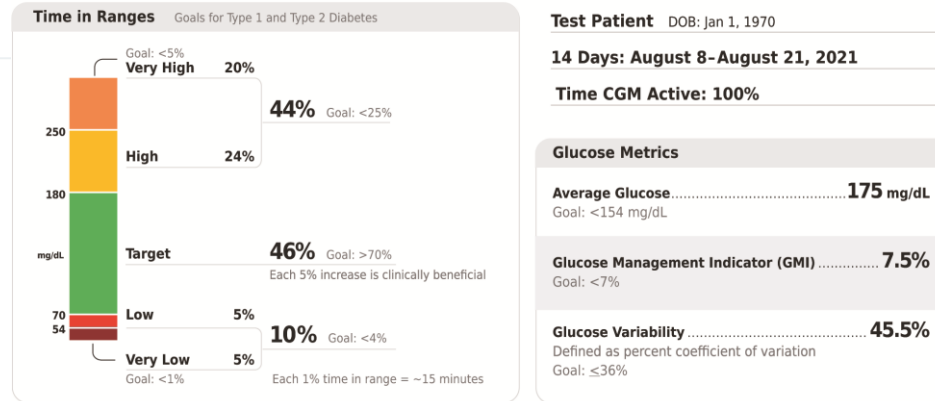 Time in Ranges Goals for Type 1 and Type 2 Diabetes
Goal: <5%
Very High 20%
44% Goal: <25%
250
High 24%
180
mg/dL
Target 46% Goal: >70%
Each 5% increase is clinically beneficial
70
Low 5%
54
10% Goal: <4%
Very Low 5%
Goal: <1%
Each 1% time in range = ~15 minutes
Test Patient DOB: Jan 1, 1970
14 Days: August 8–August 21, 2021
Time CGM Active: 100%
Glucose Metrics
Average Glucose........................................175 mg/dL
Goal: <154 mg/dL
Glucose Management Indicator (GMI)...............7.5%
Goal: <7%
Glucose Variability..........................................45.5%
Defined as percent coefficient of variation
Goal: ≤36%